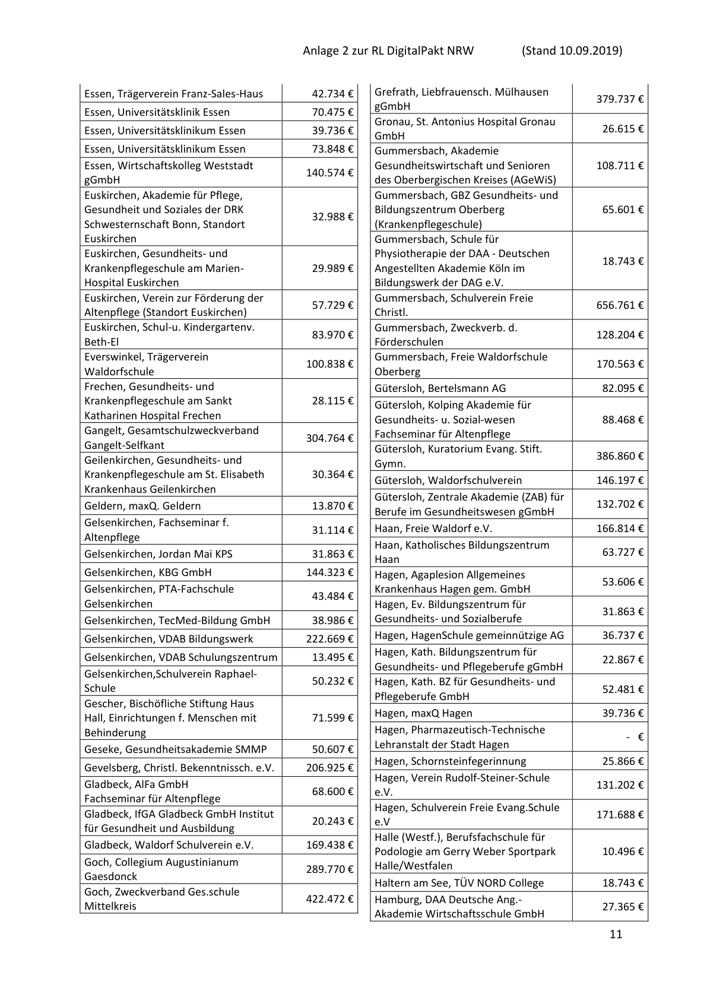 Anlage 2 zur RL DigitalPakt NRW (Stand 10.09.2019)
Essen, Trägerverein Franz-Sales-Haus 42.734 €
Essen, Universitätsklinik Essen 70.475 €
Essen, Universitätsklinikum Essen 39.736 €
Essen, Universitätsklinikum Essen 73.848 €
Essen, Wirtschaftskolleg Weststadt
gGmbH 140.574 €
Euskirchen, Akademie für Pflege,
Gesundheit und Soziales der DRK
Schwesternschaft Bonn, Standort
Euskirchen 32.988 €
Euskirchen, Gesundheits- und
Krankenpflegeschule am Marien-
Hospital Euskirchen 29.989 €
Euskirchen, Verein zur Förderung der
Altenpflege (Standort Euskirchen) 57.729 €
Euskirchen, Schul-u. Kindergartenv.
Beth-El 83.970 €
Everswinkel, Trägerverein
Waldorfschule 100.838 €
Frechen, Gesundheits- und
Krankenpflegeschule am Sankt
Katharinen Hospital Frechen 28.115 €
Gangelt, Gesamtschulzweckverband
Gangelt-Selfkant 304.764 €
Geilenkirchen, Gesundheits- und
Krankenpflegeschule am St. Elisabeth
Krankenhaus Geilenkirchen 30.364 €
Geldern, maxQ. Geldern 13.870 €
Gelsenkirchen, Fachseminar f.
Altenpflege 31.114 €
Gelsenkirchen, Jordan Mai KPS 31.863 €
Gelsenkirchen, KBG GmbH 144.323 €
Gelsenkirchen, PTA-Fachschule
Gelsenkirchen 43.484 €
Gelsenkirchen, TecMed-Bildung GmbH 38.986 €
Gelsenkirchen, VDAB Bildungswerk 222.669 €
Gelsenkirchen, VDAB Schulungszentrum 13.495 €
Gelsenkirchen,Schulverein Raphael-
Schule 50.232 €
Gescher, Bischöfliche Stiftung Haus
Hall, Einrichtungen f. Menschen mit
Behinderung 71.599 €
Geseke, Gesundheitsakademie SMMP 50.607 €
Gevelsberg, Christl. Bekenntnissch. e.V. 206.925 €
Gladbeck, AlFa GmbH
Fachseminar für Altenpflege 68.600 €
Gladbeck, IfGA Gladbeck GmbH Institut
für Gesundheit und Ausbildung 20.243 €
Gladbeck, Waldorf Schulverein e.V. 169.438 €
Goch, Collegium Augustinianum
Gaesdonck 289.770 €
Goch, Zweckverband Ges.schule
Mittelkreis 422.472 €
Grefrath, Liebfrauensch. Mülhausen
gGmbH 379.737 €
Gronau, St. Antonius Hospital Gronau
GmbH 26.615 €
Gummersbach, Akademie
Gesundheitswirtschaft und Senioren
des Oberbergischen Kreises (AGeWiS) 108.711 €
Gummersbach, GBZ Gesundheits- und
Bildungszentrum Oberberg
(Krankenpflegeschule) 65.601 €
Gummersbach, Schule für
Physiotherapie der DAA - Deutschen
Angestellten Akademie Köln im
Bildungswerk der DAG e.V. 18.743 €
Gummersbach, Schulverein Freie
Christl. 656.761 €
Gummersbach, Zweckverb. d.
Förderschulen 128.204 €
Gummersbach, Freie Waldorfschule
Oberberg 170.563 €
Gütersloh, Bertelsmann AG 82.095 €
Gütersloh, Kolping Akademie für
Gesundheits- u. Sozial-wesen
Fachseminar für Altenpflege 88.468 €
Gütersloh, Kuratorium Evang. Stift.
Gymn. 386.860 €
Gütersloh, Waldorfschulverein 146.197 €
Gütersloh, Zentrale Akademie (ZAB) für
Berufe im Gesundheitswesen gGmbH 132.702 €
Haan, Freie Waldorf e.V. 166.814 €
Haan, Katholisches Bildungszentrum
Haan 63.727 €
Hagen, Agaplesion Allgemeines
Krankenhaus Hagen gem. GmbH 53.606 €
Hagen, Ev. Bildungszentrum für
Gesundheits- und Sozialberufe 31.863 €
Hagen, HagenSchule gemeinnützige AG 36.737 €
Hagen, Kath. Bildungszentrum für
Gesundheits- und Pflegeberufe gGmbH 22.867 €
Hagen, Kath. BZ für Gesundheits- und
Pflegeberufe GmbH 52.481 €
Hagen, maxQ Hagen 39.736 €
Hagen, Pharmazeutisch-Technische
Lehranstalt der Stadt Hagen - €
Hagen, Schornsteinfegerinnung 25.866 €
Hagen, Verein Rudolf-Steiner-Schule
e.V. 131.202 €
Hagen, Schulverein Freie Evang.Schule
e.V 171.688 €
Halle (Westf.), Berufsfachschule für
Podologie am Gerry Weber Sportpark
Halle/Westfalen 10.496 €
Haltern am See, TÜV NORD College 18.743 €
Hamburg, DAA Deutsche Ang.-
Akademie Wirtschaftsschule GmbH 27.365 €
11